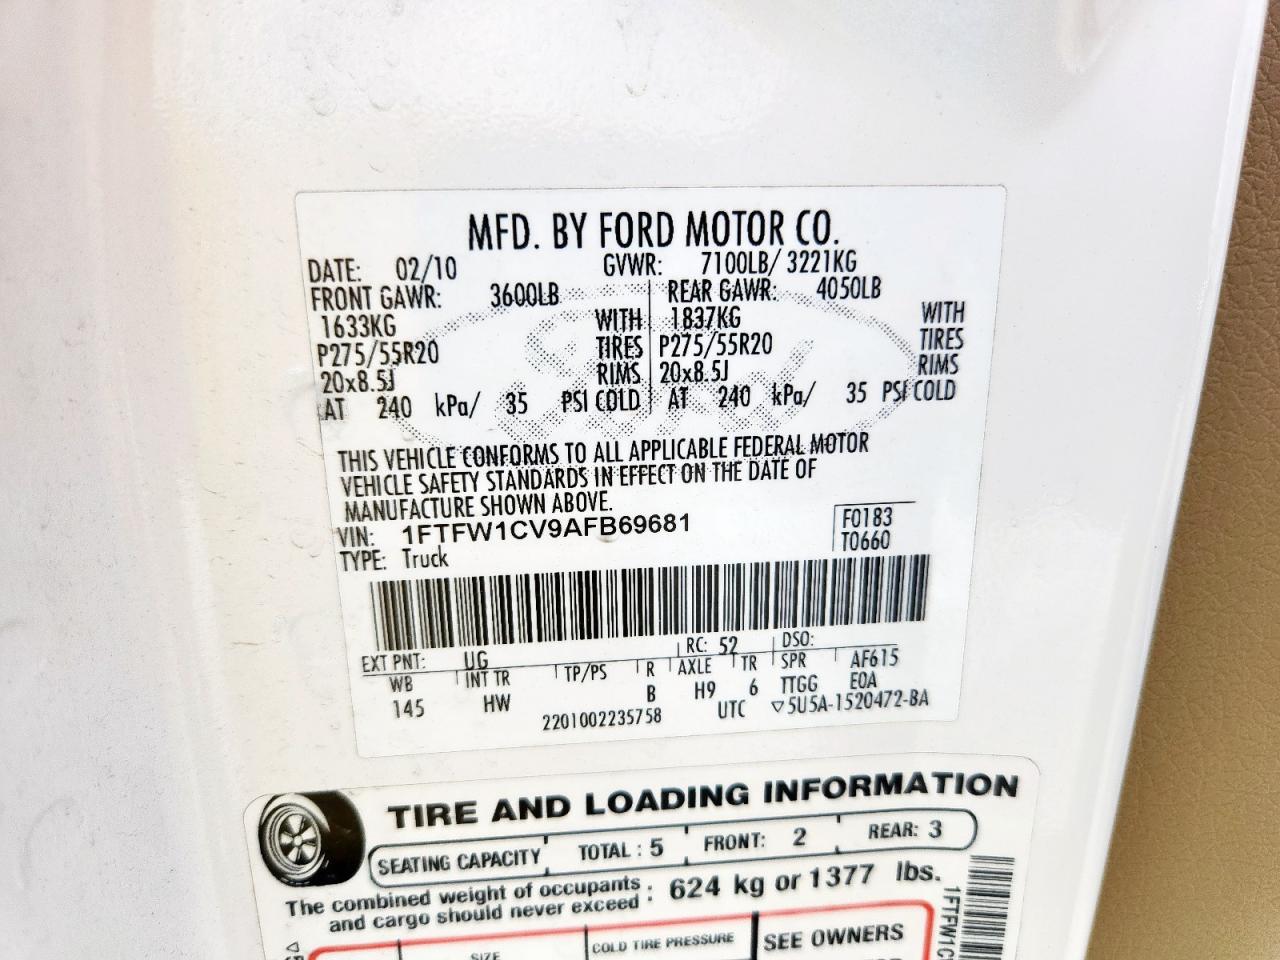 MFD. BY FORD MOTOR CO.
DATE: 02/10 GVWR: 7100LB/ 3221KG
FRONT GAWR: 3600LB REAR GAWR: 4050LB
1633KG WITH 1837KG WITH
P275/55R20 TIRES P275/55R20 TIRES
20x8.5J RIMS 20x8.5J RIMS
AT 240 kPa/ 35 PSI COLD AT 240 kPa/ 35 PSI COLD
THIS VEHICLE CONFORMS TO ALL APPLICABLE FEDERAL MOTOR
VEHICLE SAFETY STANDARDS IN EFFECT ON THE DATE OF
MANUFACTURE SHOWN ABOVE.
VIN: 1FTFW1CV9AFB69681 F0183
TYPE: Truck T0660
EXT PNT: UG RC: 52 DSO:
WB INT TR TP/PS R AXLE TR SPR AF615
145 HW B H9 6 TTGG E0A
2201002235758 UTC ▽5U5A-1520472-BA
TIRE AND LOADING INFORMATION
SEATING CAPACITY TOTAL : 5 FRONT: 2 REAR: 3
The combined weight of occupants : 624 kg or 1377 lbs.
and cargo should never exceed :
SIZE COLD TIRE PRESSURE SEE OWNERS
1FTFW1C